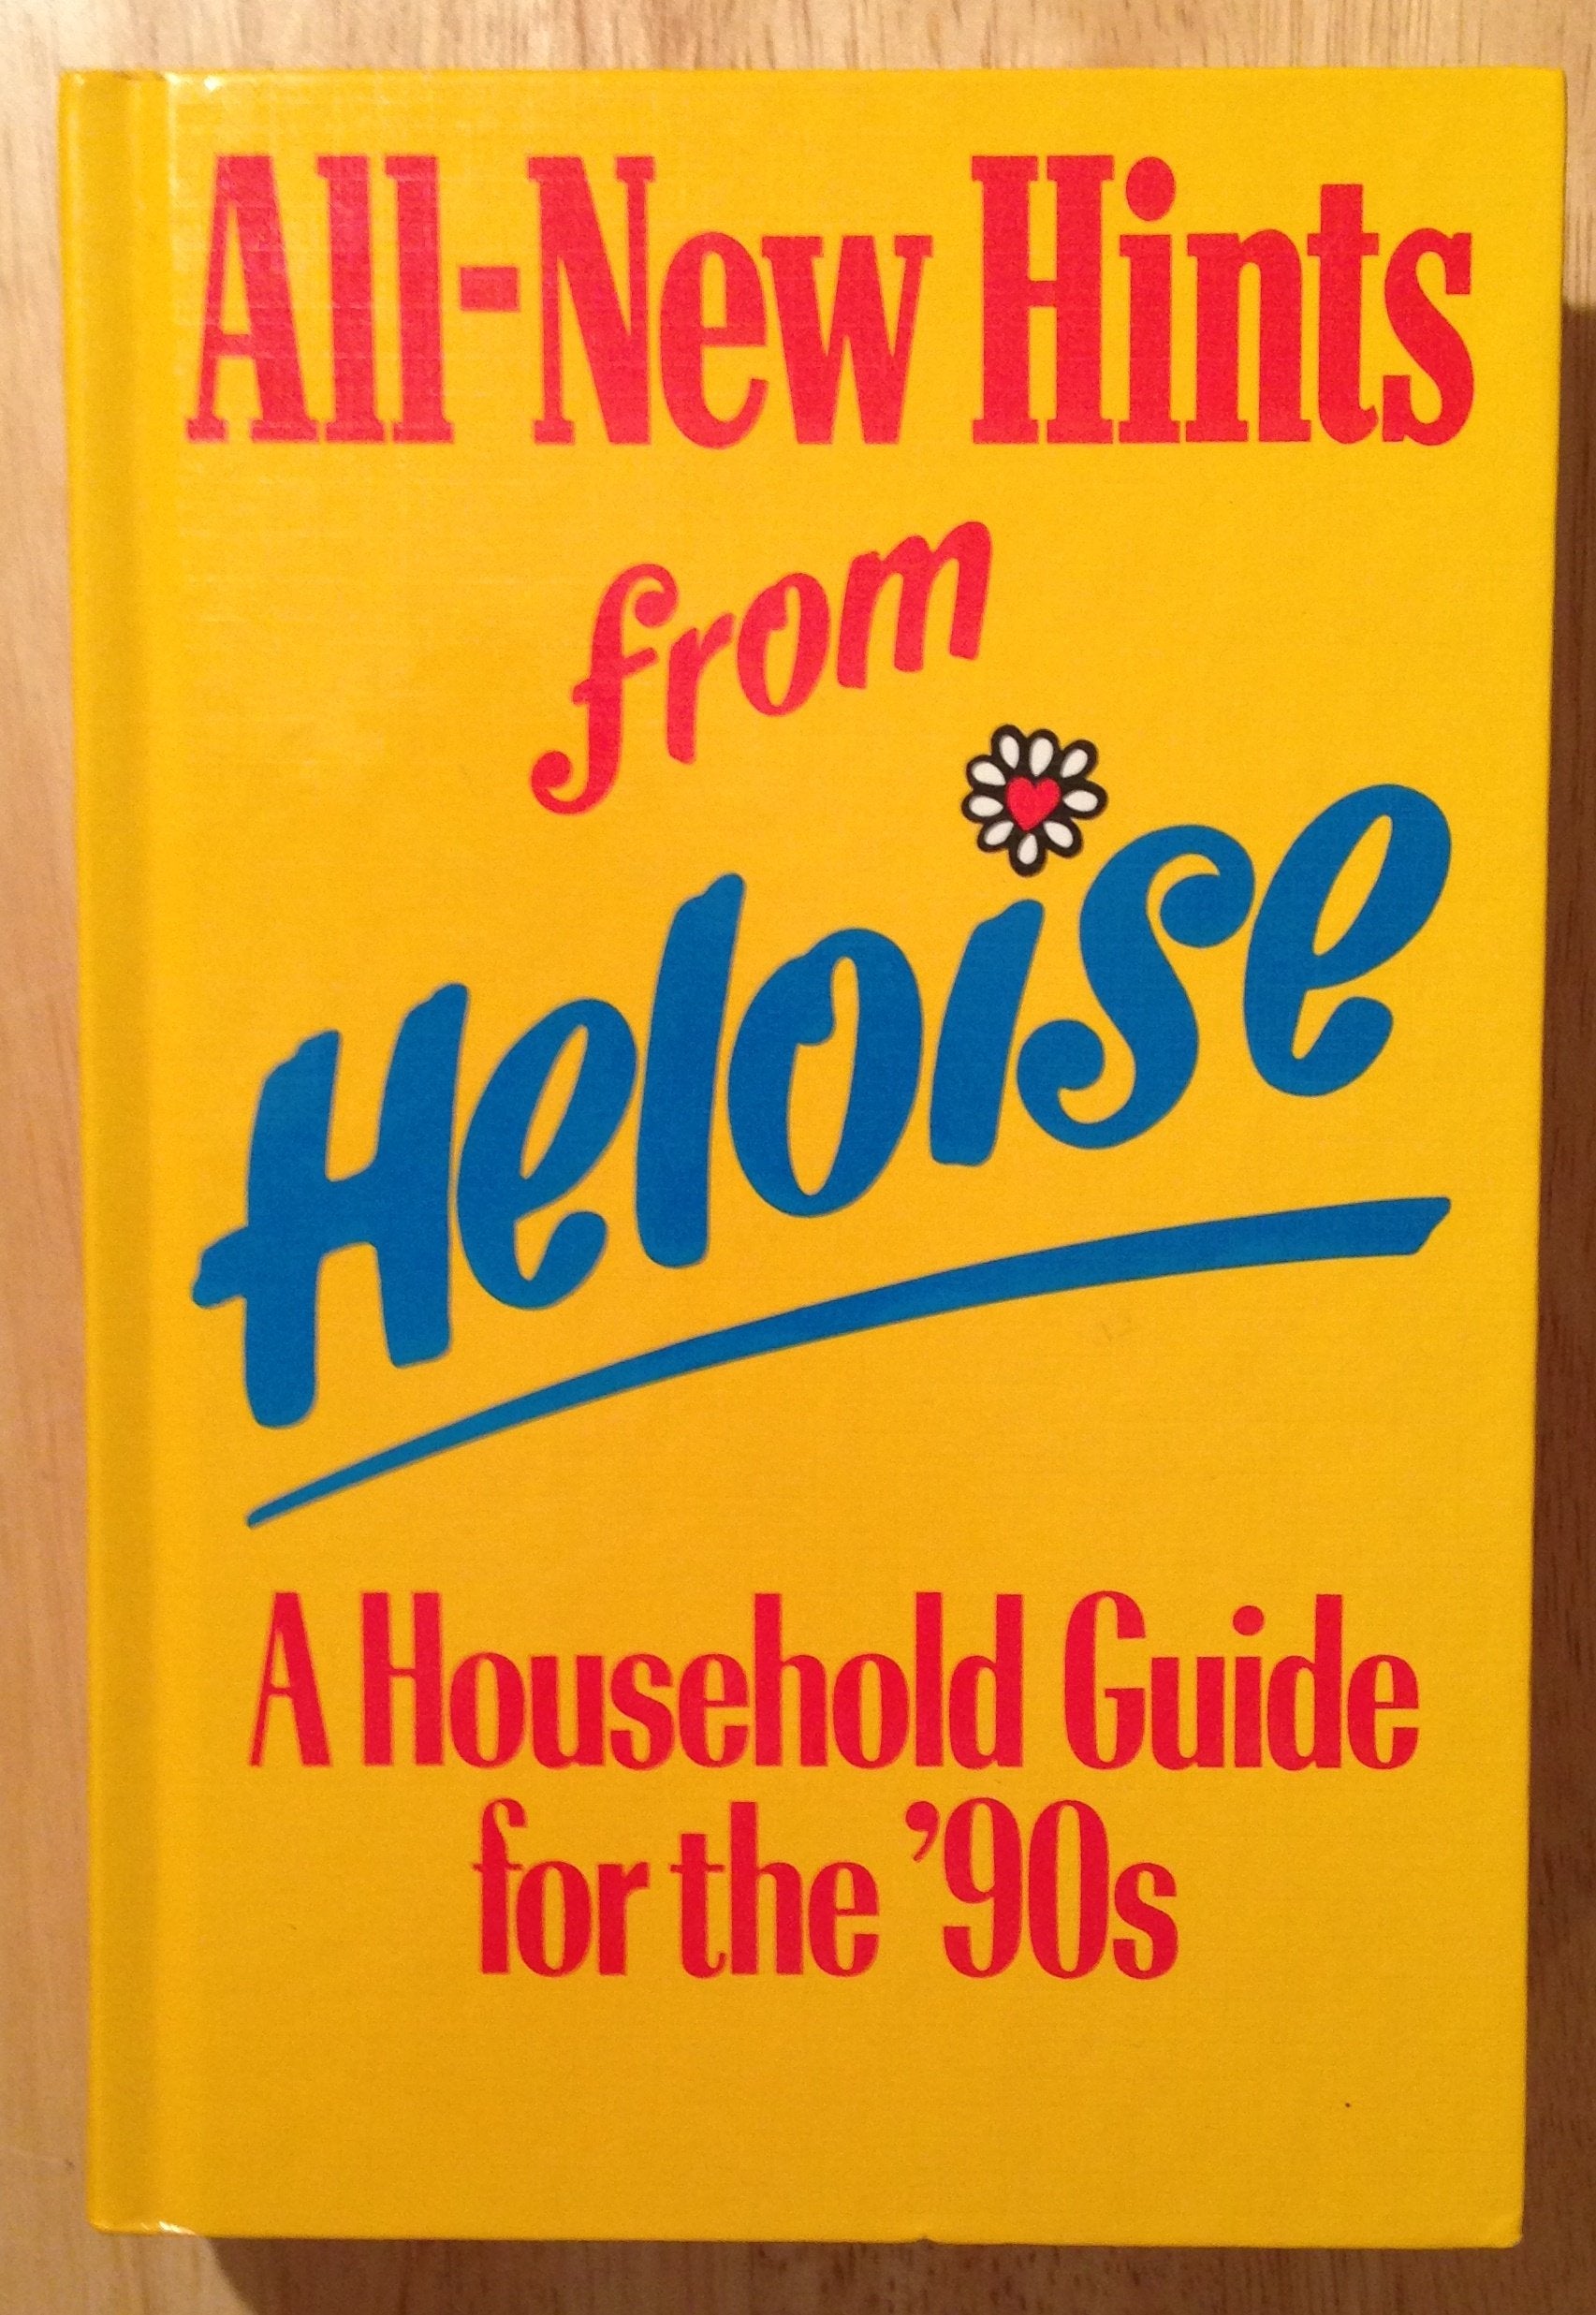 All-New Hints
from
Heloise
A Household Guide
for the ’90s